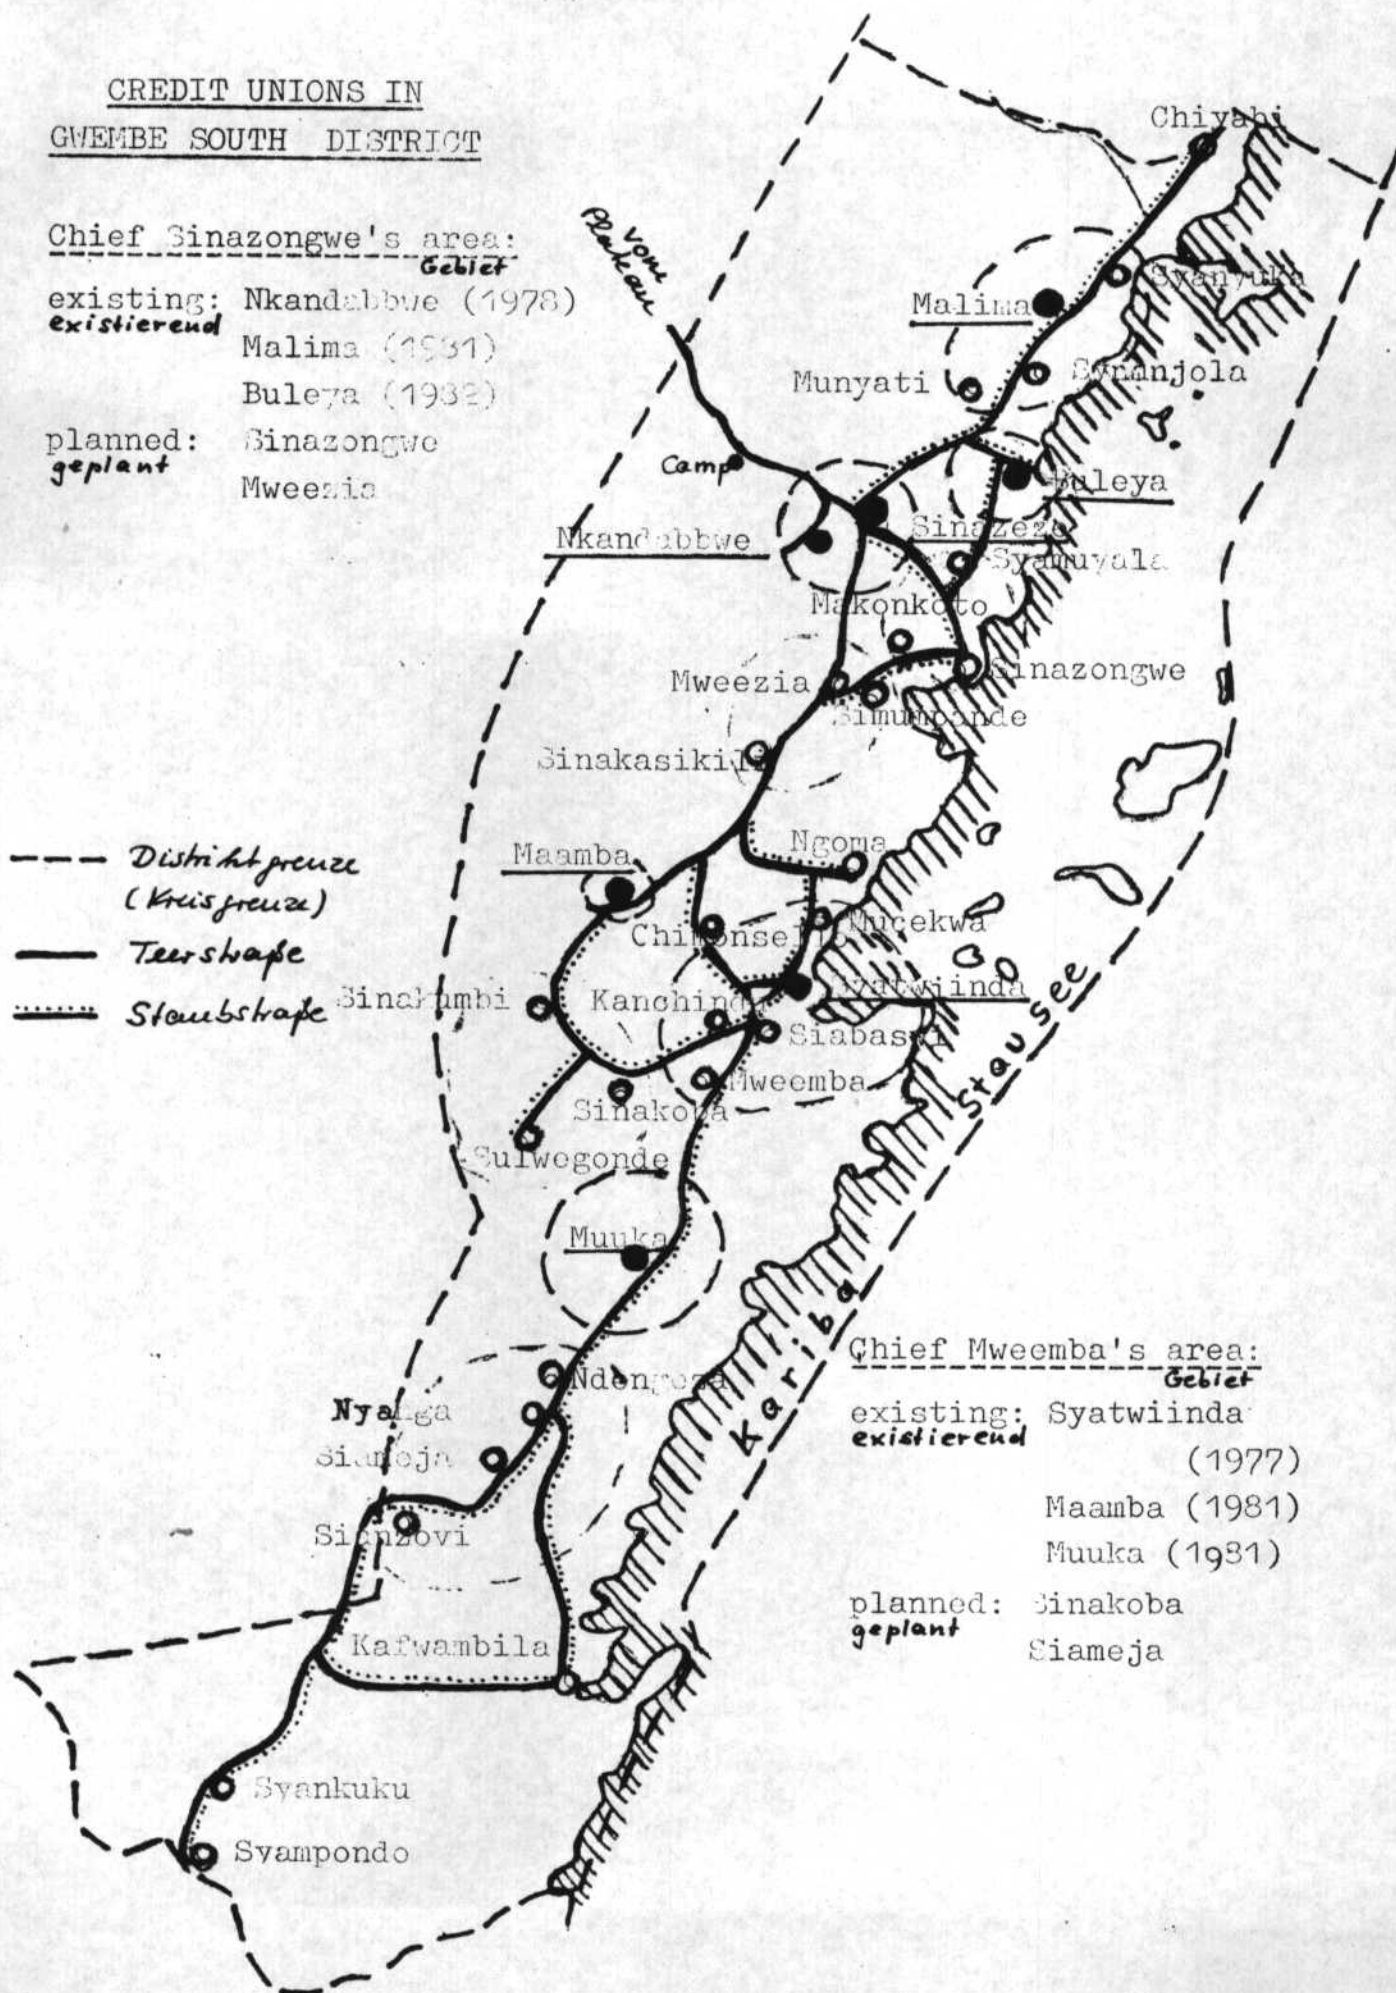 CREDIT UNIONS IN
GWEMBE SOUTH DISTRICT
Chief Sinazongwe's area:
Gebiet
existing: Nkandabbwe (1978)
existierend
Malima (1981)
Buleya (1982)
planned: Sinazongwe
geplant
Mweezia
vom
Plateau
Chiyabi
Syanyuka
Malima
Munyati
Synanjola
Camp
Buleya
Nkandabbwe
Sinazeze
Syamuyala
Makonkoto
Mweezia
Sinazongwe
Simumpande
Sinakasikili
Ngoma
Maamba
Mucekwa
Chimonsello
--- Distriktgrenze
(Kreisgrenze)
Teerstraße
Staubstraße
Sinakumbi
Kanchindu
Syatwiinda
Siabaswi
Mweemba
Sinakoba
Sulwegonde
Muuka
Kariba Stausee
Ndengeza
Nyanga
Siameja
Sianzovi
Kafwambila
Syankuku
Syampondo
Chief Mweemba's area:
Gebiet
existing: Syatwiinda
existierend
(1977)
Maamba (1981)
Muuka (1981)
planned: Sinakoba
geplant
Siameja